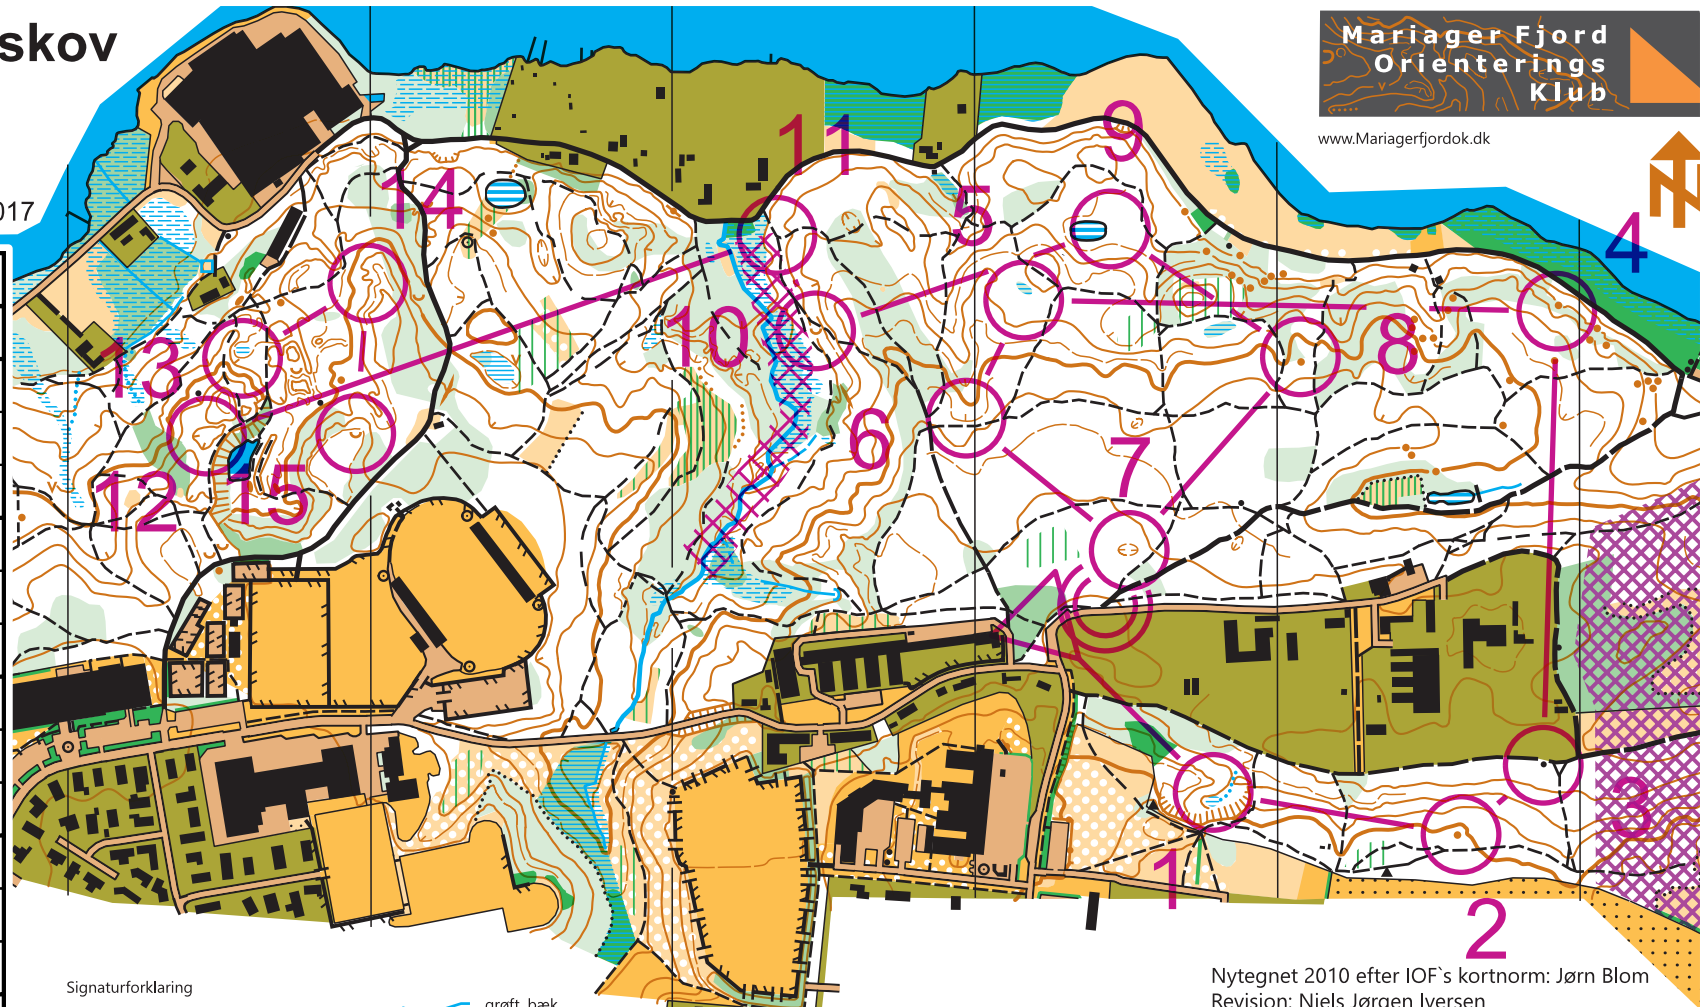 skov
Mariager Fjord
Orienterings
Klub
www.Mariagerfjordok.dk
N
017
9
11
14
5
4
10
8
13
6
7
12
15
3
1
2
Signaturforklaring
grøft, bæk
Nytegnet 2010 efter IOF`s kortnorm: Jørn Blom
Revision: Niels Jørgen Iversen